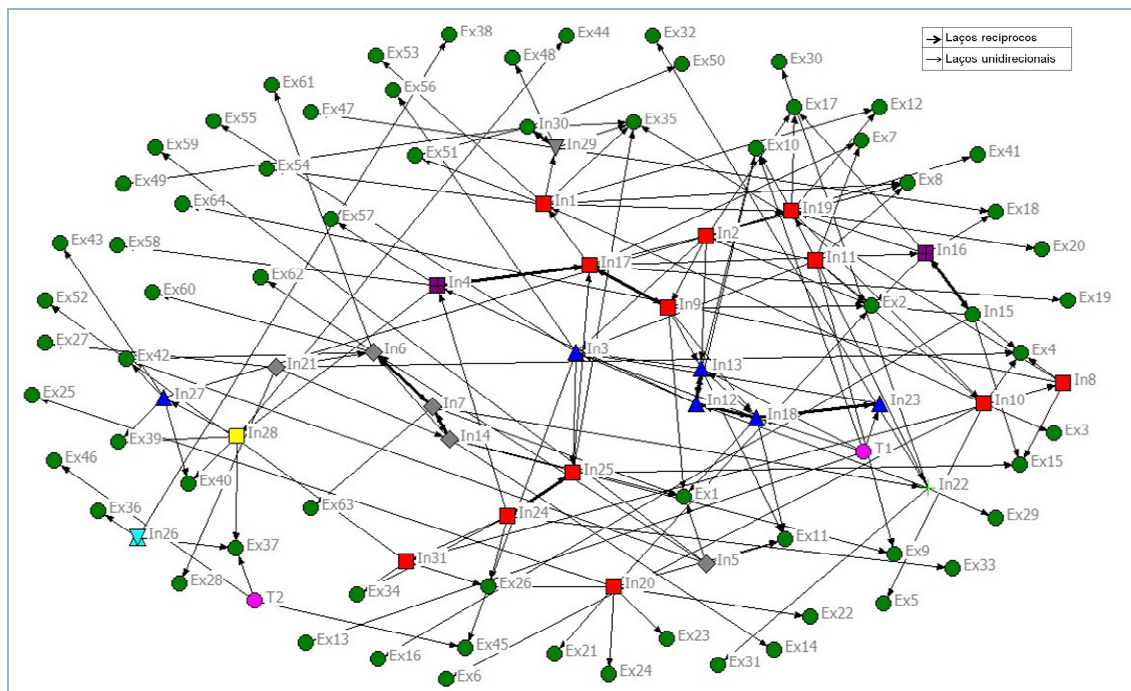 Ex38
Ex44
Ex32
Laços recíprocos
Laços unidirecionais
Ex53
Ex48
Ex50
Ex30
Ex61
Ex56
Ex47
Ex17
Ex12
Ex55
In30
Ex35
Ex7
Ex59
Ex51
In29
Ex10
Ex41
Ex54
Ex49
Ex8
Ex64
In1
In19
Ex18
Ex57
In2
Ex43
Ex58
In16
Ex20
In17
In11
Ex62
In4
Ex60
Ex52
In9
Ex2
Ex19
In15
Ex27
Ex42
In6
In3
Ex4
In21
In13
In8
Ex25
In27
In7
In12
In23
In10
In18
Ex39
In28
In14
Ex3
T1
Ex46
In25
Ex15
Ex40
In22
Ex36
Ex63
In24
Ex1
Ex29
In26
Ex37
Ex11
Ex9
In31
In5
Ex33
Ex28
T2
Ex34
Ex26
In20
Ex5
Ex22
Ex13
Ex45
Ex23
Ex14
Ex16
Ex21
Ex31
Ex6
Ex24